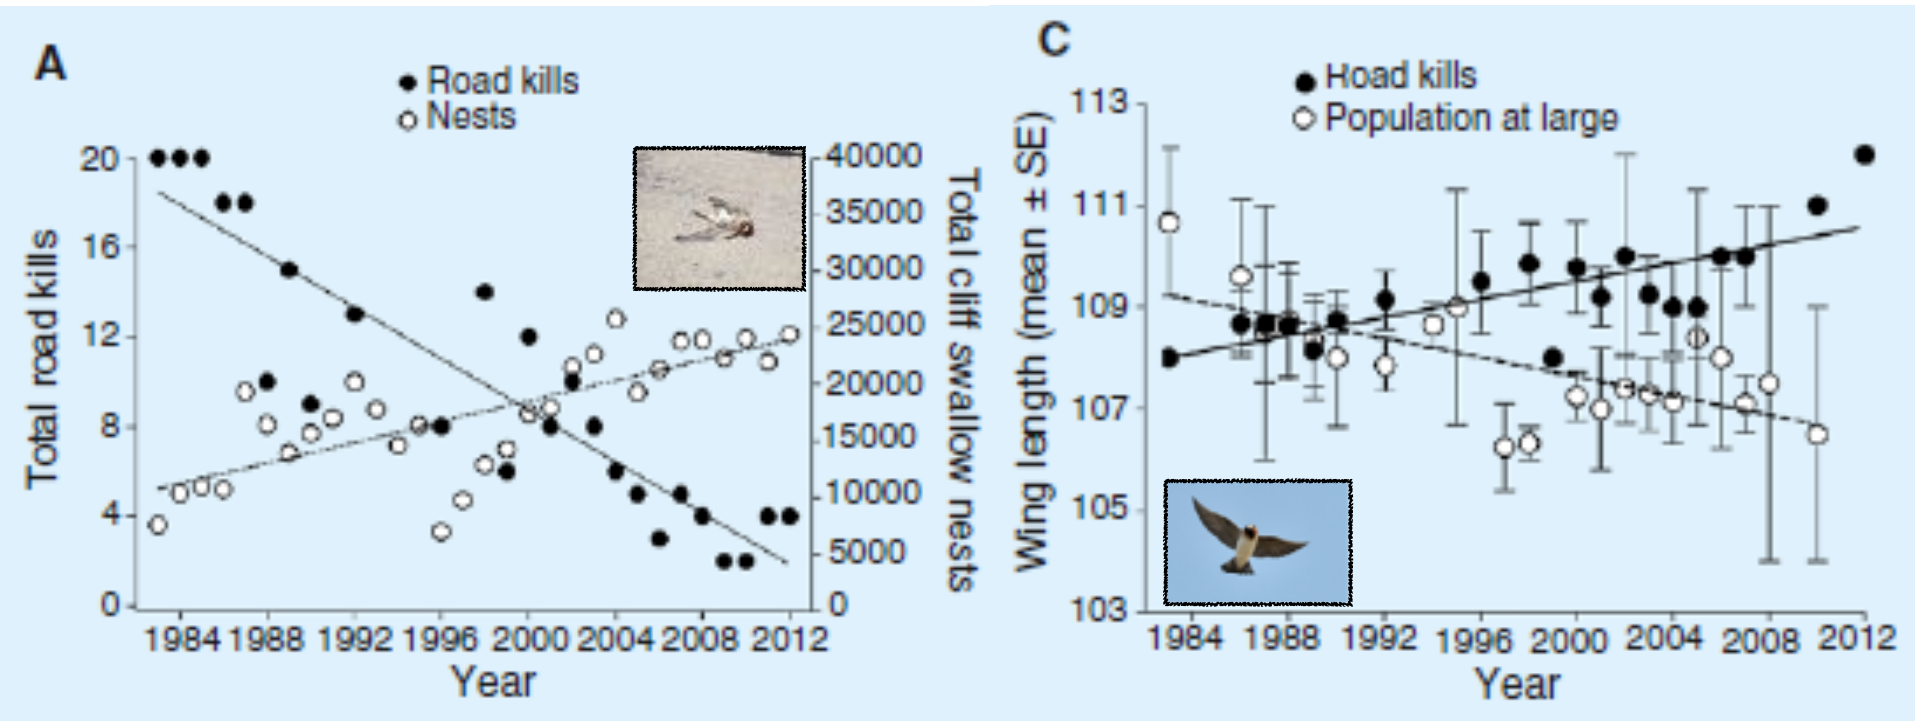 A
Road kills
Nests
20
16
12
8
4
0
Total road kills
40000
35000
30000
25000
20000
15000
10000
5000
0
Total cliff swallow nests
1984 1988 1992 1996 2000 2004 2008 2012
Year
C
Road kills
Population at large
113
111
109
107
105
103
Wing length (mean ± SE)
1984 1988 1992 1996 2000 2004 2008 2012
Year